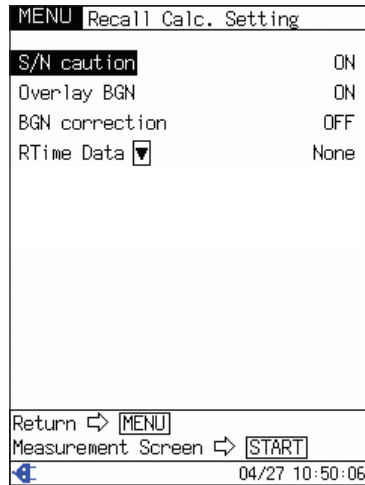 MENU Recall Calc. Setting
S/N caution ON
Overlay BGN ON
BGN correction OFF
RTime Data ▼ None
Return ⇨ MENU
Measurement Screen ⇨ START
04/27 10:50:06